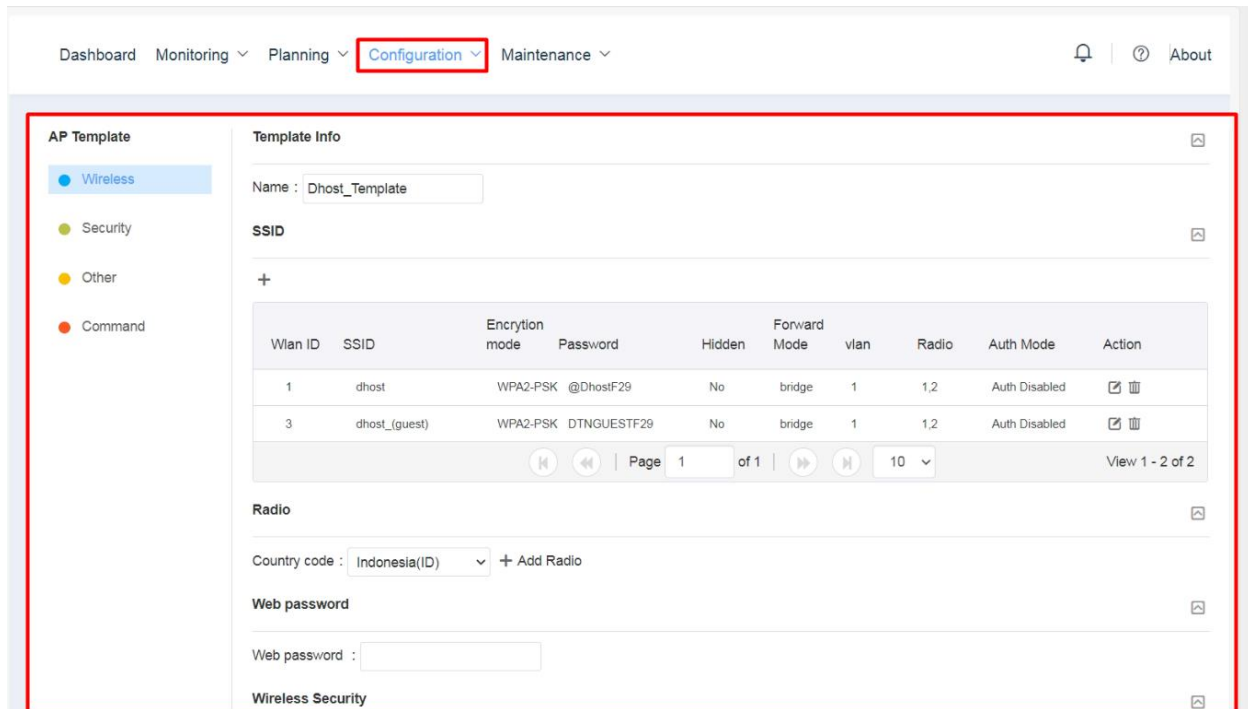 Dashboard Monitoring Planning Configuration Maintenance About
AP Template
Wireless
Security
Other
Command
Template Info
Name : Dhost_Template
SSID
+
Wlan ID SSID Encrytion mode Password Hidden Forward Mode vlan Radio Auth Mode Action
1 dhost WPA2-PSK @DhostF29 No bridge 1 1,2 Auth Disabled
3 dhost_(guest) WPA2-PSK DTNGUESTF29 No bridge 1 1,2 Auth Disabled
Page 1 of 1 10 View 1 - 2 of 2
Radio
Country code : Indonesia(ID) + Add Radio
Web password
Web password :
Wireless Security